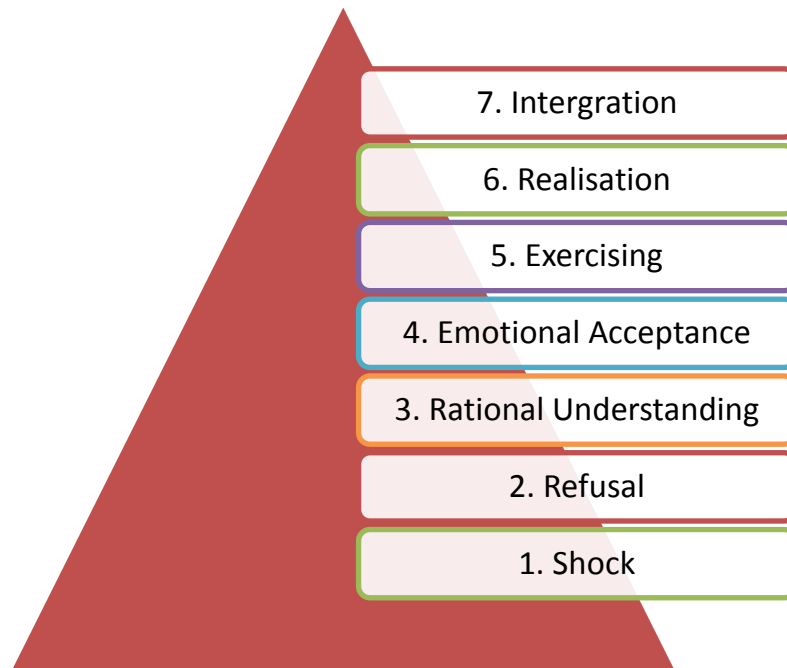 7. Intergration
6. Realisation
5. Exercising
4. Emotional Acceptance
3. Rational Understanding
2. Refusal
1. Shock